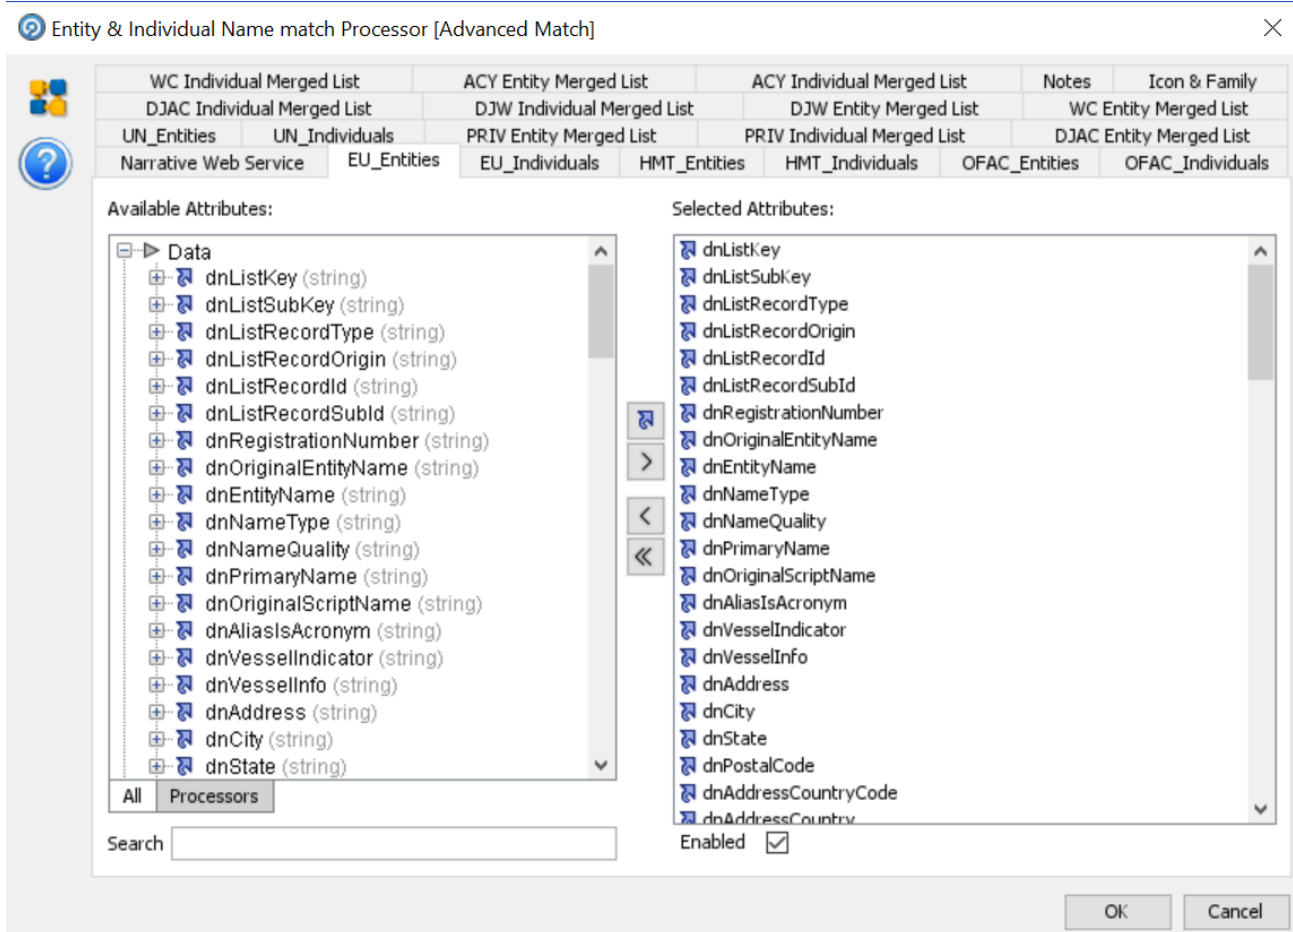 Entity & Individual Name match Processor [Advanced Match]
WC Individual Merged List ACY Entity Merged List ACY Individual Merged List Notes Icon & Family
DJAC Individual Merged List DJW Individual Merged List DJW Entity Merged List WC Entity Merged List
UN_Entities UN_Individuals PRIV Entity Merged List PRIV Individual Merged List DJAC Entity Merged List
Narrative Web Service EU_Entities EU_Individuals HMT_Entities HMT_Individuals OFAC_Entities OFAC_Individuals
Available Attributes:
Data
dnListKey (string)
dnListSubKey (string)
dnListRecordType (string)
dnListRecordOrigin (string)
dnListRecordId (string)
dnListRecordSubId (string)
dnRegistrationNumber (string)
dnOriginalEntityName (string)
dnEntityName (string)
dnNameType (string)
dnNameQuality (string)
dnPrimaryName (string)
dnOriginalScriptName (string)
dnAliasIsAcronym (string)
dnVesselIndicator (string)
dnVesselInfo (string)
dnAddress (string)
dnCity (string)
dnState (string)
All Processors
Search
Selected Attributes:
dnListKey
dnListSubKey
dnListRecordType
dnListRecordOrigin
dnListRecordId
dnListRecordSubId
dnRegistrationNumber
dnOriginalEntityName
dnEntityName
dnNameType
dnNameQuality
dnPrimaryName
dnOriginalScriptName
dnAliasIsAcronym
dnVesselIndicator
dnVesselInfo
dnAddress
dnCity
dnState
dnPostalCode
dnAddressCountryCode
dnAddressCountry
Enabled
OK Cancel